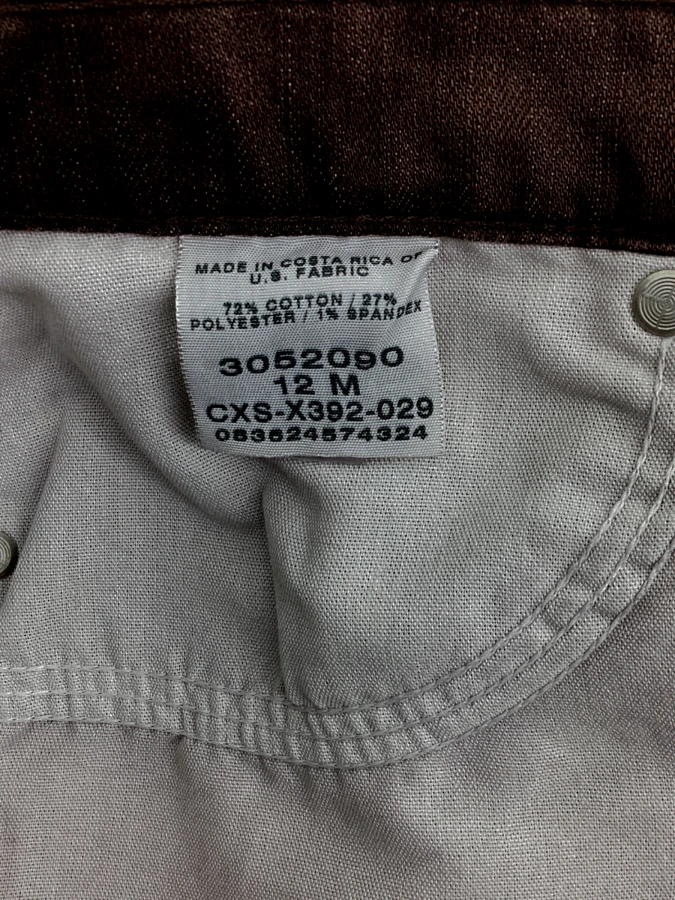 MADE IN COSTA RICA OF
U.S. FABRIC
72% COTTON / 27%
POLYESTER / 1% SPANDEX
3052090
12 M
CXS-X392-029
083624574324